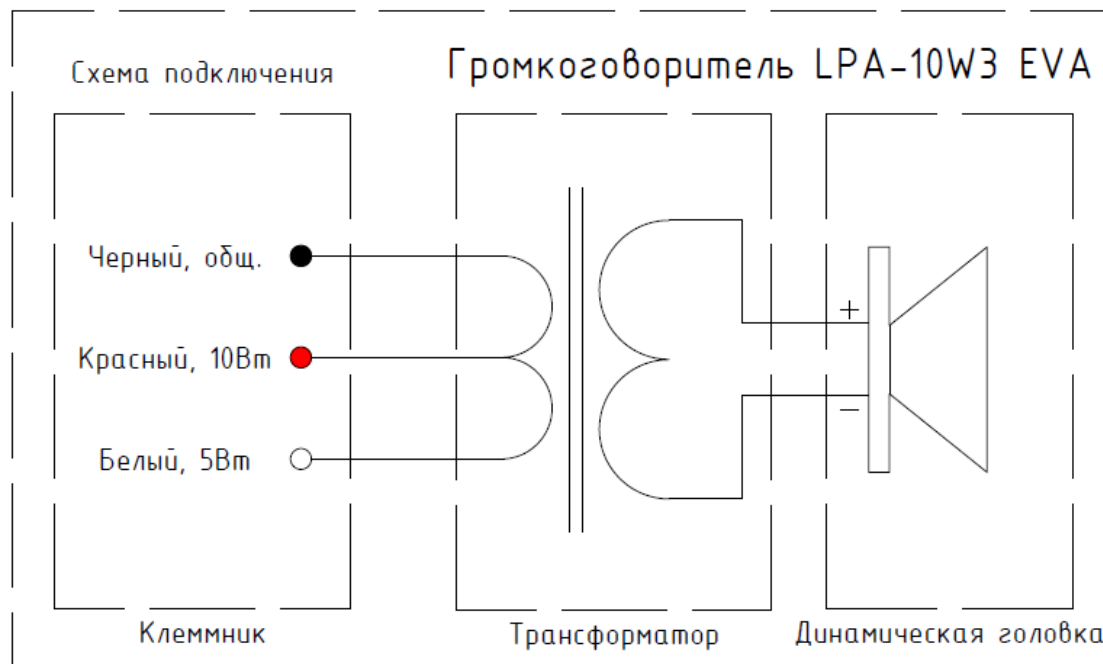 Схема подключения
Громкоговоритель LPA-10W3 EVA
Черный, общ.
Красный, 10Вт
Белый, 5Вт
+
−
Клеммник
Трансформатор
Динамическая головка